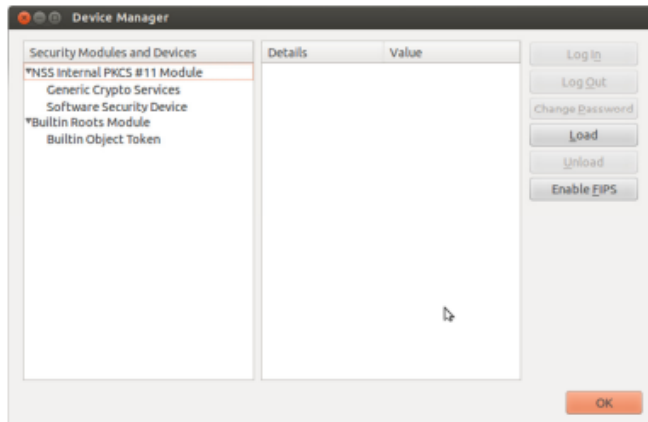 Device Manager
Security Modules and Devices
Details Value
NSS Internal PKCS #11 Module
Generic Crypto Services
Software Security Device
Builtin Roots Module
Builtin Object Token
Log In
Log Out
Change Password
Load
Unload
Enable FIPS
OK